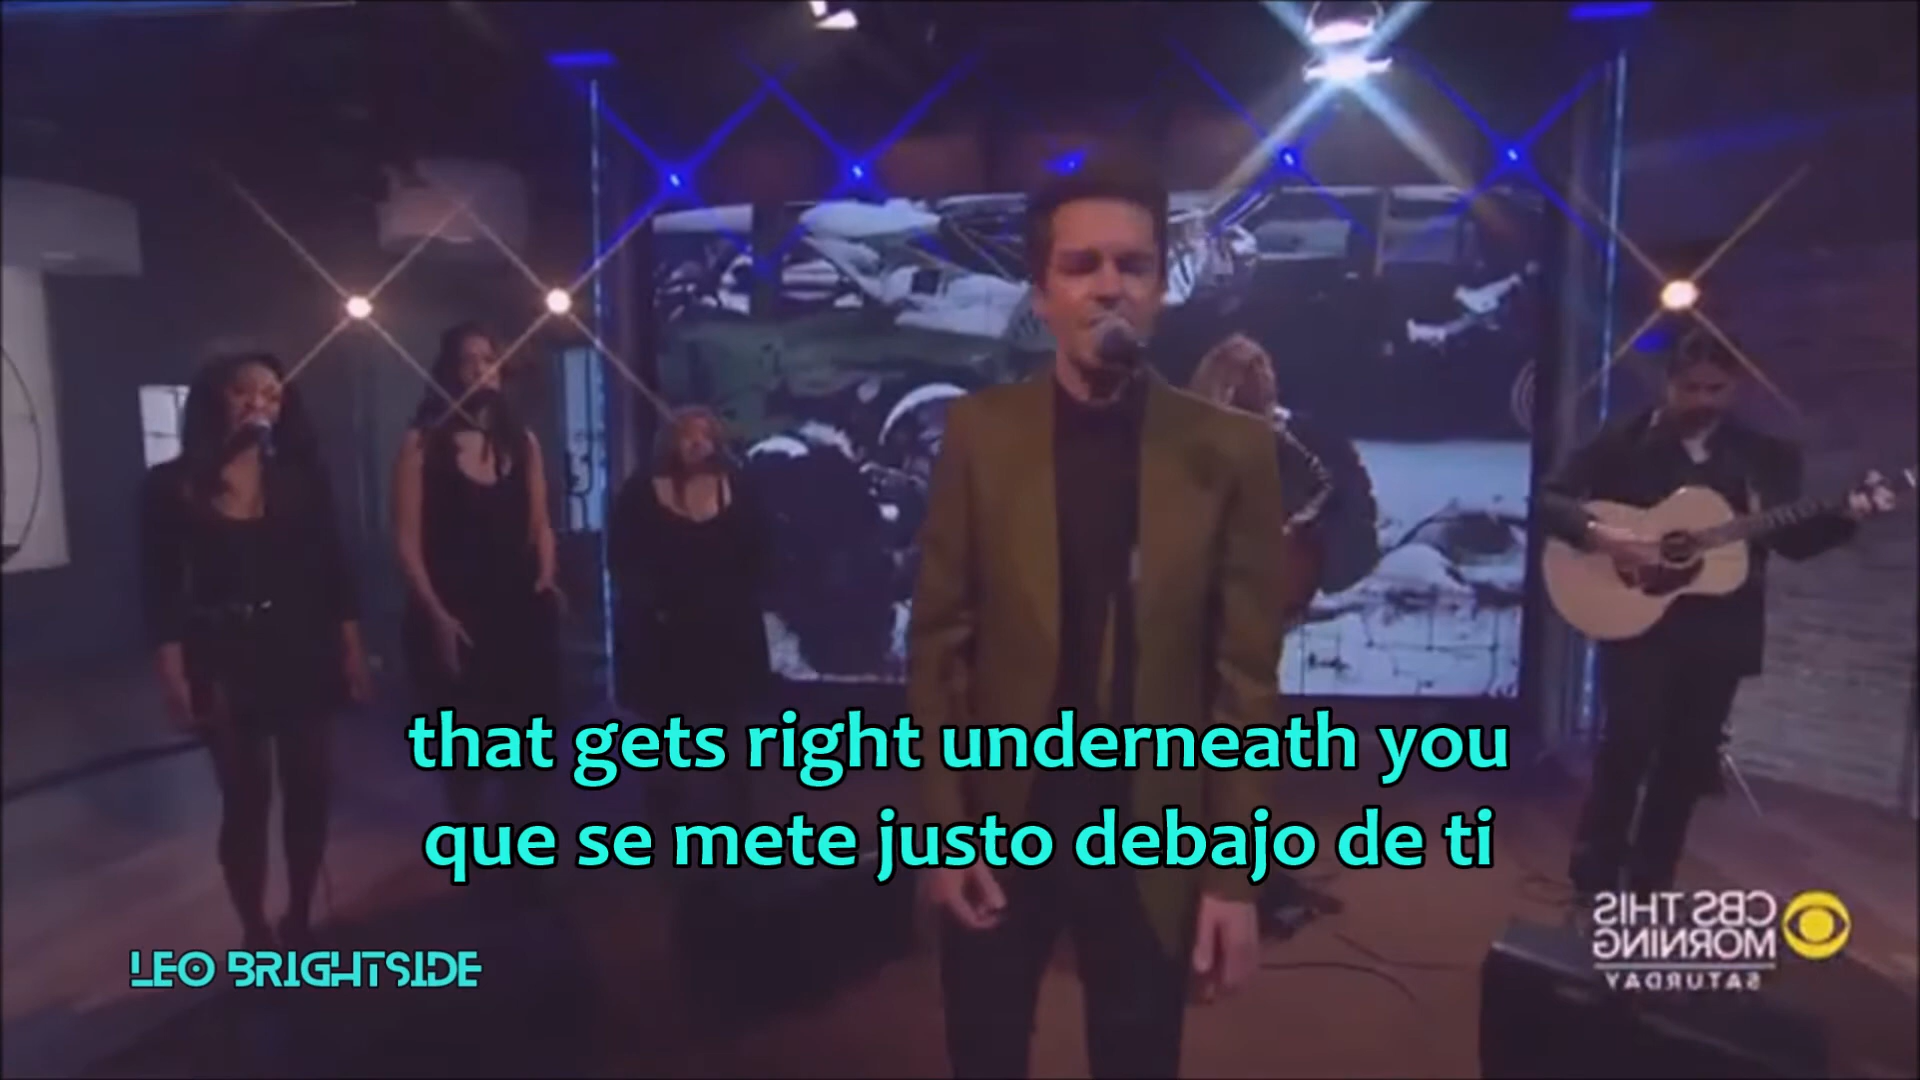 that gets right underneath you
que se mete justo debajo de ti
LEO BRIGHTSIDE
CBS THIS
MORNING
SATURDAY